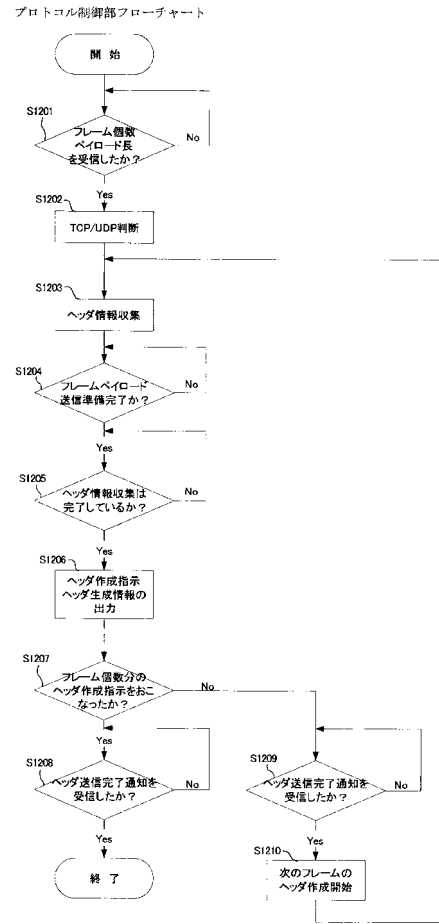 プロトコル制御部フローチャート
開 始
S1201
フレーム個数
ペイロード長
を受信したか？
No
Yes
S1202
TCP/UDP判断
S1203
ヘッダ情報収集
S1204
フレームペイロード
送信準備完了か？
No
Yes
S1205
ヘッダ情報収集は
完了しているか？
No
Yes
S1206
ヘッダ作成指示
ヘッダ生成情報の
出力
S1207
フレーム個数分の
ヘッダ作成指示をおこ
なったか？
No
Yes
Yes
S1208
ヘッダ送信完了通知を
受信したか？
No
S1209
ヘッダ送信完了通知を
受信したか？
No
Yes
Yes
終 了
S1210
次のフレームの
ヘッダ作成開始